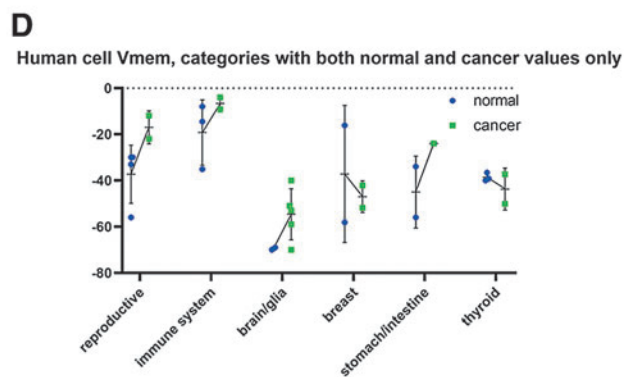 D
Human cell Vmem, categories with both normal and cancer values only
0
-20
-40
-60
-80
normal
cancer
reproductive
immune system
brain/glia
breast
stomach/intestine
thyroid